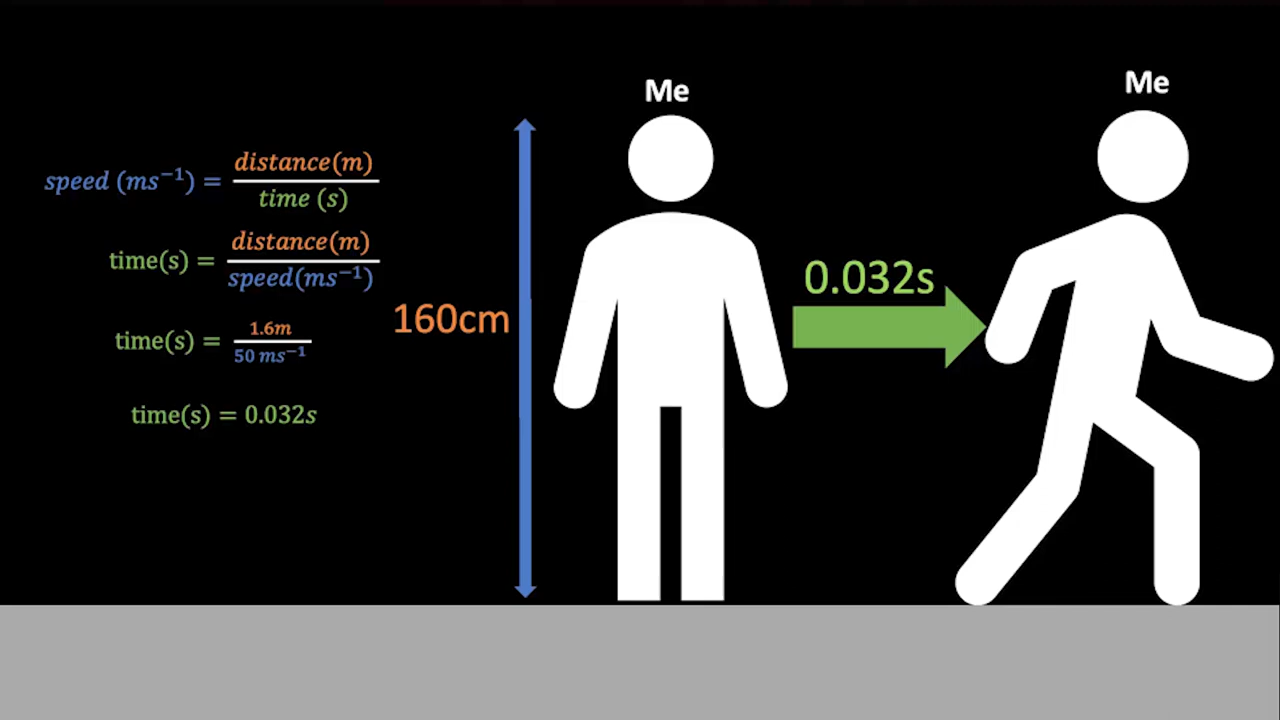 speed (ms⁻¹) = distance(m) / time (s)
time(s) = distance(m) / speed(ms⁻¹)
time(s) = 1.6m / 50 ms⁻¹
time(s) = 0.032s
160cm
Me
0.032s
Me